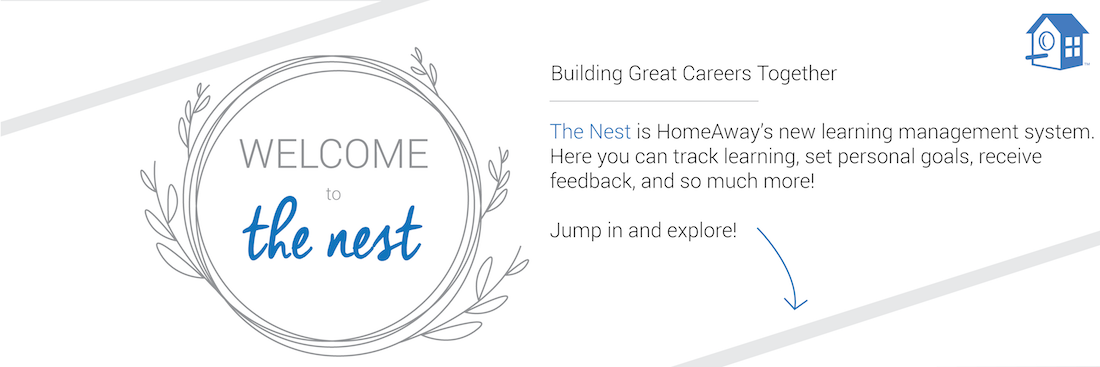 WELCOME
to
the nest
Building Great Careers Together
The Nest is HomeAway's new learning management system.
Here you can track learning, set personal goals, receive
feedback, and so much more!
Jump in and explore!
TM